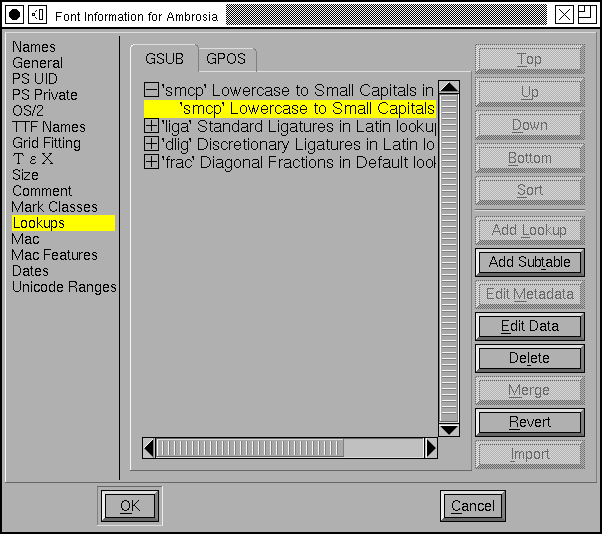 Font Information for Ambrosia
Names
General
PS UID
PS Private
OS/2
TTF Names
Grid Fitting
Τ ε Χ
Size
Comment
Mark Classes
Lookups
Mac
Mac Features
Dates
Unicode Ranges
GSUB
GPOS
'smcp' Lowercase to Small Capitals in
'smcp' Lowercase to Small Capitals
'liga' Standard Ligatures in Latin lookup
'dlig' Discretionary Ligatures in Latin lo
'frac' Diagonal Fractions in Default look
Top
Up
Down
Bottom
Sort
Add Lookup
Add Subtable
Edit Metadata
Edit Data
Delete
Merge
Revert
Import
OK
Cancel